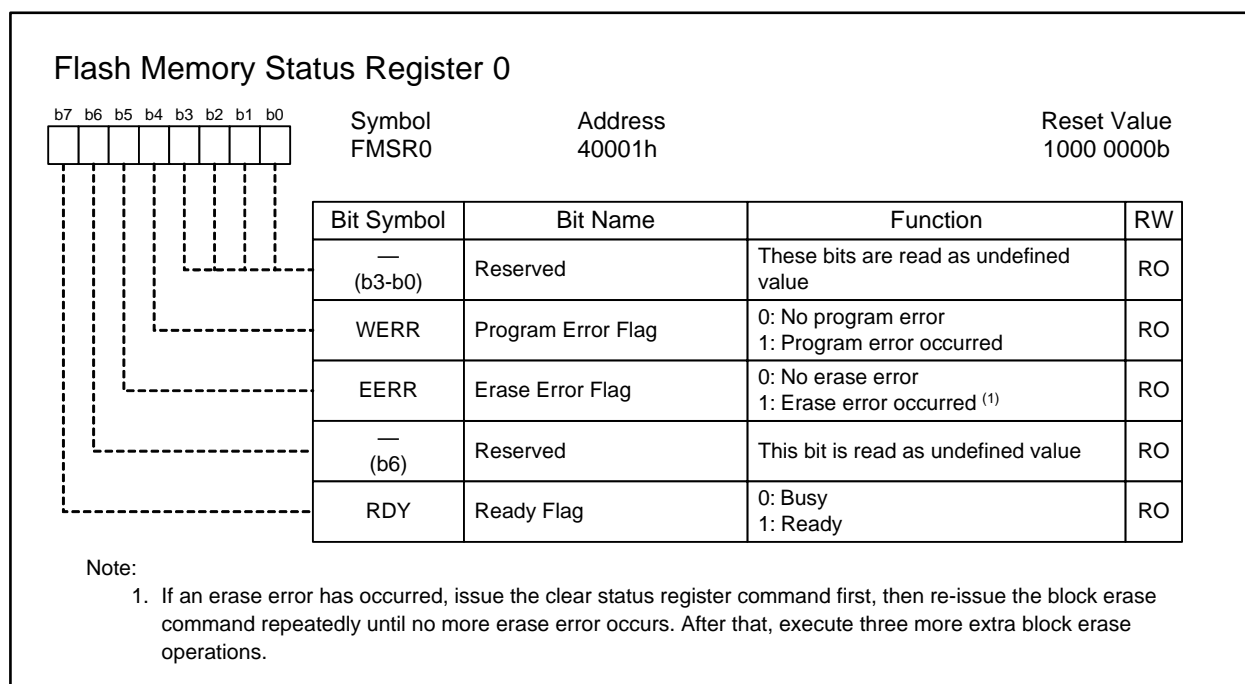 Flash Memory Status Register 0
b7 b6 b5 b4 b3 b2 b1 b0
Symbol Address Reset Value
FMSR0 40001h 1000 0000b
Bit Symbol Bit Name Function RW
—
(b3-b0)
Reserved
These bits are read as undefined
value
RO
WERR
Program Error Flag
0: No program error
1: Program error occurred
RO
EERR
Erase Error Flag
0: No erase error
1: Erase error occurred (1)
RO
—
(b6)
Reserved
This bit is read as undefined value
RO
RDY
Ready Flag
0: Busy
1: Ready
RO
Note:
1. If an erase error has occurred, issue the clear status register command first, then re-issue the block erase
command repeatedly until no more erase error occurs. After that, execute three more extra block erase
operations.